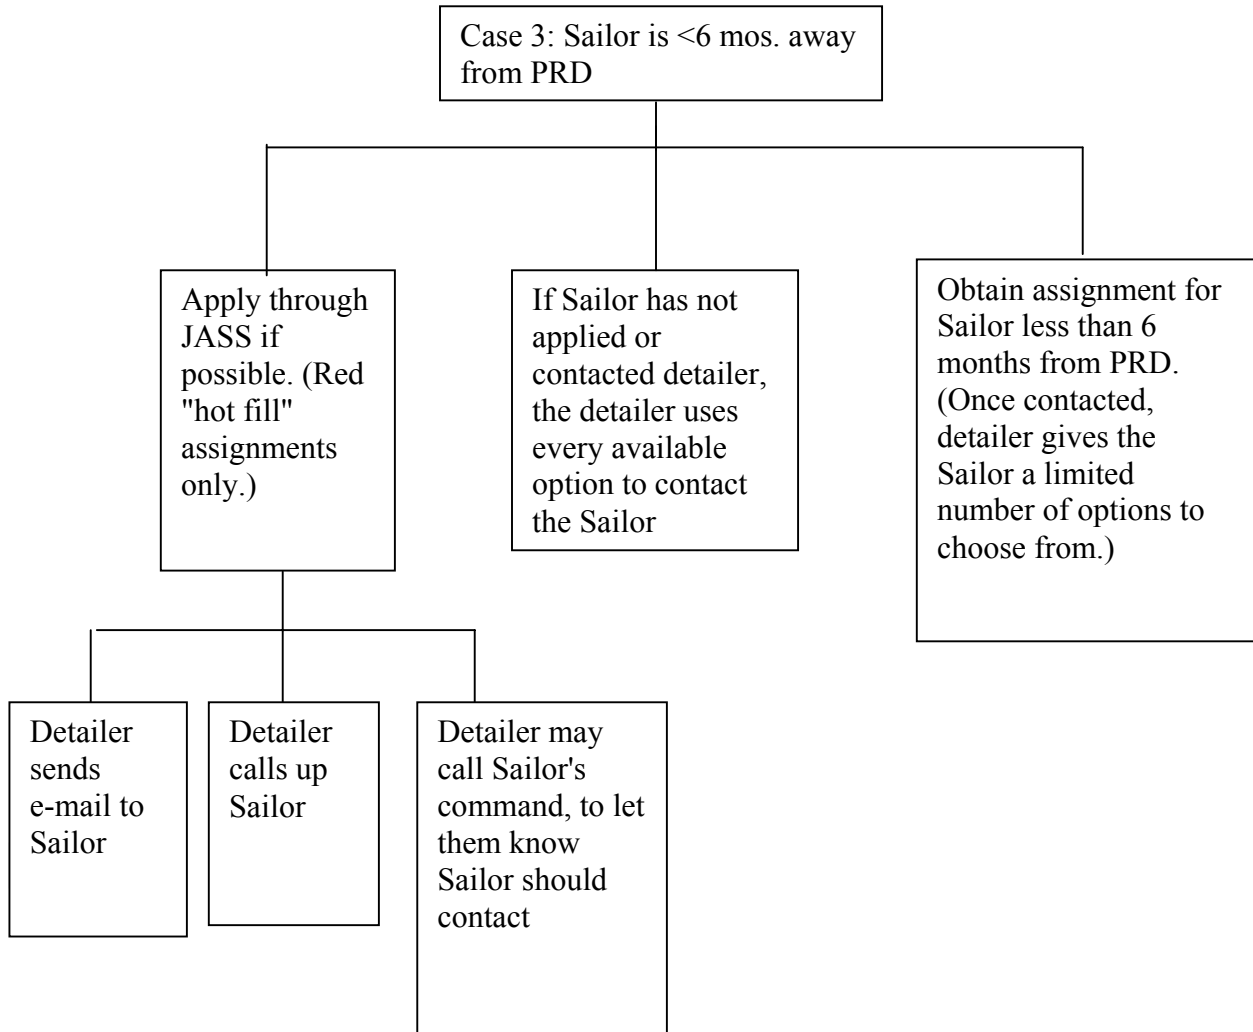 Case 3: Sailor is <6 mos. away
from PRD
Apply through
JASS if
possible. (Red
"hot fill"
assignments
only.)
If Sailor has not
applied or
contacted detailer,
the detailer uses
every available
option to contact
the Sailor
Obtain assignment for
Sailor less than 6
months from PRD.
(Once contacted,
detailer gives the
Sailor a limited
number of options to
choose from.)
Detailer
sends
e-mail to
Sailor
Detailer
calls up
Sailor
Detailer may
call Sailor's
command, to let
them know
Sailor should
contact